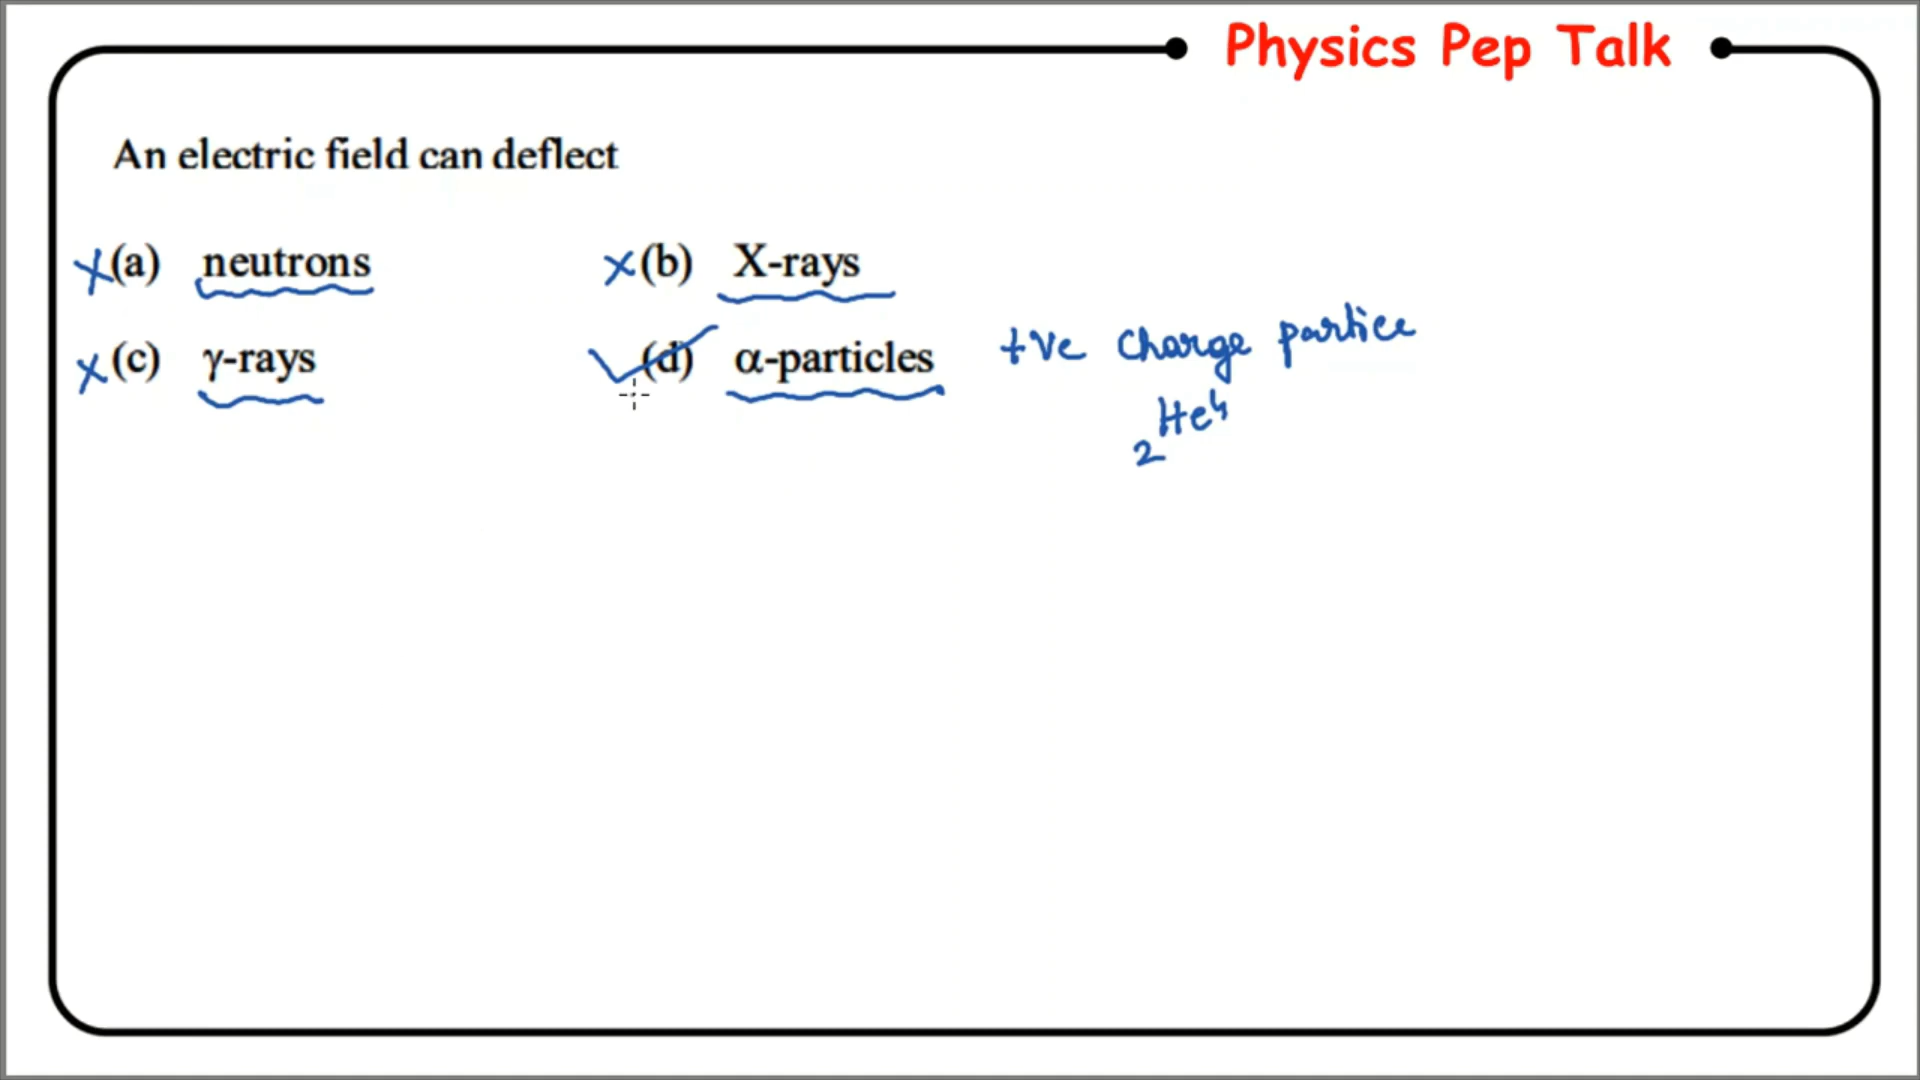 Physics Pep Talk
An electric field can deflect
x (a) neutrons x (b) X-rays
x (c) γ-rays ✓ (d) α-particles +ve charge partice
₂He⁴